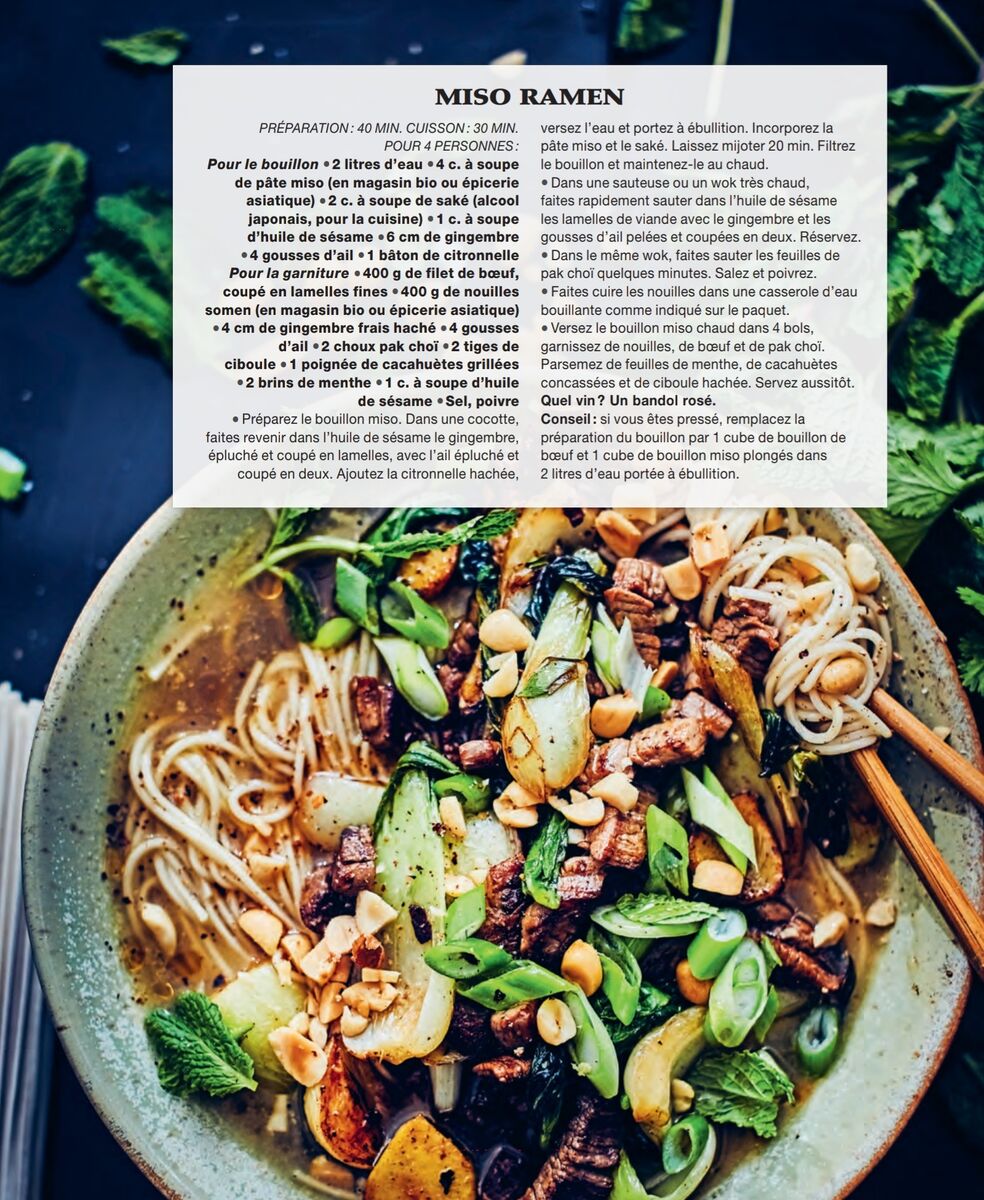 MISO RAMEN
PRÉPARATION : 40 MIN. CUISSON : 30 MIN.
POUR 4 PERSONNES :
Pour le bouillon • 2 litres d’eau • 4 c. à soupe
de pâte miso (en magasin bio ou épicerie
asiatique) • 2 c. à soupe de saké (alcool
japonais, pour la cuisine) • 1 c. à soupe
d’huile de sésame • 6 cm de gingembre
• 4 gousses d’ail • 1 bâton de citronnelle
Pour la garniture • 400 g de filet de bœuf,
coupé en lamelles fines • 400 g de nouilles
somen (en magasin bio ou épicerie asiatique)
• 4 cm de gingembre frais haché • 4 gousses
d’ail • 2 choux pak choï • 2 tiges de
ciboule • 1 poignée de cacahuètes grillées
• 2 brins de menthe • 1 c. à soupe d’huile
de sésame • Sel, poivre
• Préparez le bouillon miso. Dans une cocotte,
faites revenir dans l’huile de sésame le gingembre,
épluché et coupé en lamelles, avec l’ail épluché et
coupé en deux. Ajoutez la citronnelle hachée,
versez l’eau et portez à ébullition. Incorporez la
pâte miso et le saké. Laissez mijoter 20 min. Filtrez
le bouillon et maintenez-le au chaud.
• Dans une sauteuse ou un wok très chaud,
faites rapidement sauter dans l’huile de sésame
les lamelles de viande avec le gingembre et les
gousses d’ail pelées et coupées en deux. Réservez.
• Dans le même wok, faites sauter les feuilles de
pak choï quelques minutes. Salez et poivrez.
• Faites cuire les nouilles dans une casserole d’eau
bouillante comme indiqué sur le paquet.
• Versez le bouillon miso chaud dans 4 bols,
garnissez de nouilles, de bœuf et de pak choï.
Parsemez de feuilles de menthe, de cacahuètes
concassées et de ciboule hachée. Servez aussitôt.
Quel vin ? Un bandol rosé.
Conseil : si vous êtes pressé, remplacez la
préparation du bouillon par 1 cube de bouillon de
bœuf et 1 cube de bouillon miso plongés dans
2 litres d’eau portée à ébullition.